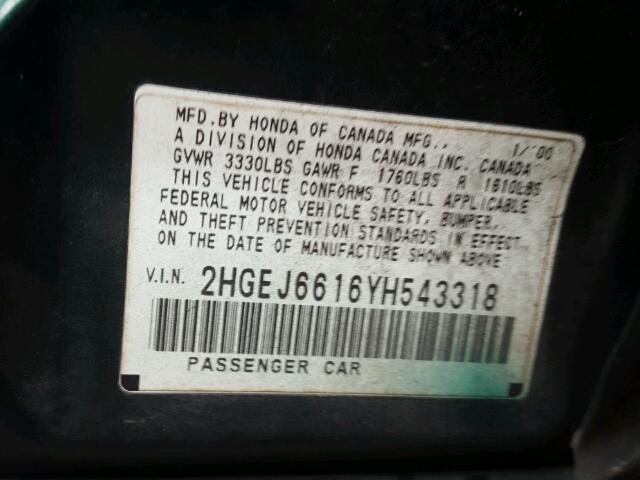 MFD.BY HONDA OF CANADA MFG., 1/'00
A DIVISION OF HONDA CANADA INC. CANADA
GVWR 3330LBS GAWR F 1760LBS R 1610LBS
THIS VEHICLE CONFORMS TO ALL APPLICABLE
FEDERAL MOTOR VEHICLE SAFETY, BUMPER,
AND THEFT PREVENTION STANDARDS IN EFFECT
ON THE DATE OF MANUFACTURE SHOWN ABOVE
V.I.N. 2HGEJ6616YH543318
PASSENGER CAR